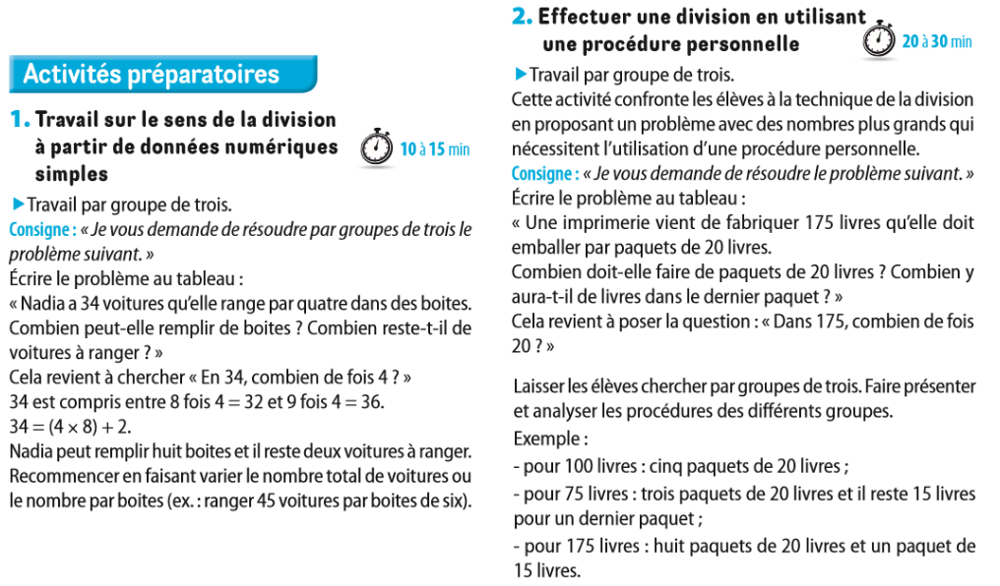 Activités préparatoires
1. Travail sur le sens de la division
à partir de données numériques
simples
10 à 15 min
▶Travail par groupe de trois.
Consigne : « Je vous demande de résoudre par groupes de trois le
problème suivant. »
Écrire le problème au tableau :
« Nadia a 34 voitures qu’elle range par quatre dans des boites.
Combien peut-elle remplir de boites ? Combien reste-t-il de
voitures à ranger ? »
Cela revient à chercher « En 34, combien de fois 4 ? »
34 est compris entre 8 fois 4 = 32 et 9 fois 4 = 36.
34 = (4 × 8) + 2.
Nadia peut remplir huit boites et il reste deux voitures à ranger.
Recommencer en faisant varier le nombre total de voitures ou
le nombre par boites (ex. : ranger 45 voitures par boites de six).
2. Effectuer une division en utilisant
une procédure personnelle
20 à 30 min
▶Travail par groupe de trois.
Cette activité confronte les élèves à la technique de la division
en proposant un problème avec des nombres plus grands qui
nécessitent l’utilisation d’une procédure personnelle.
Consigne : « Je vous demande de résoudre le problème suivant. »
Écrire le problème au tableau :
« Une imprimerie vient de fabriquer 175 livres qu’elle doit
emballer par paquets de 20 livres.
Combien doit-elle faire de paquets de 20 livres ? Combien y
aura-t-il de livres dans le dernier paquet ? »
Cela revient à poser la question : « Dans 175, combien de fois
20 ? »
Laisser les élèves chercher par groupes de trois. Faire présenter
et analyser les procédures des différents groupes.
Exemple :
- pour 100 livres : cinq paquets de 20 livres ;
- pour 75 livres : trois paquets de 20 livres et il reste 15 livres
pour un dernier paquet ;
- pour 175 livres : huit paquets de 20 livres et un paquet de
15 livres.